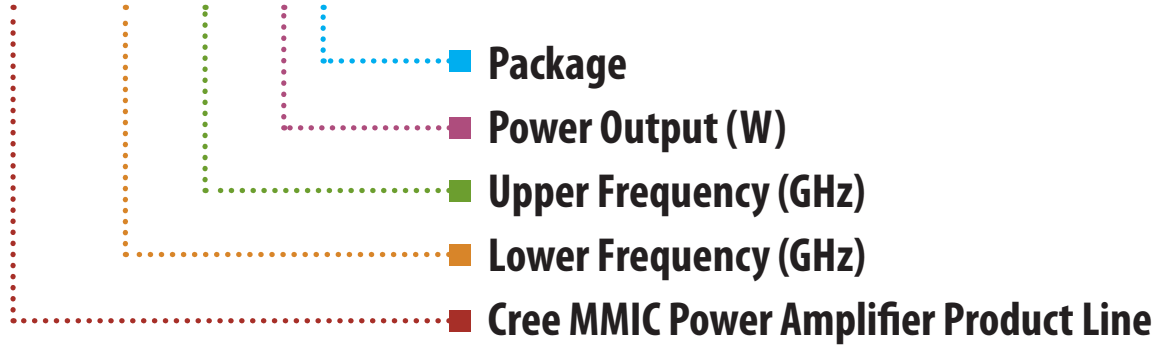 Package
Power Output (W)
Upper Frequency (GHz)
Lower Frequency (GHz)
Cree MMIC Power Amplifier Product Line